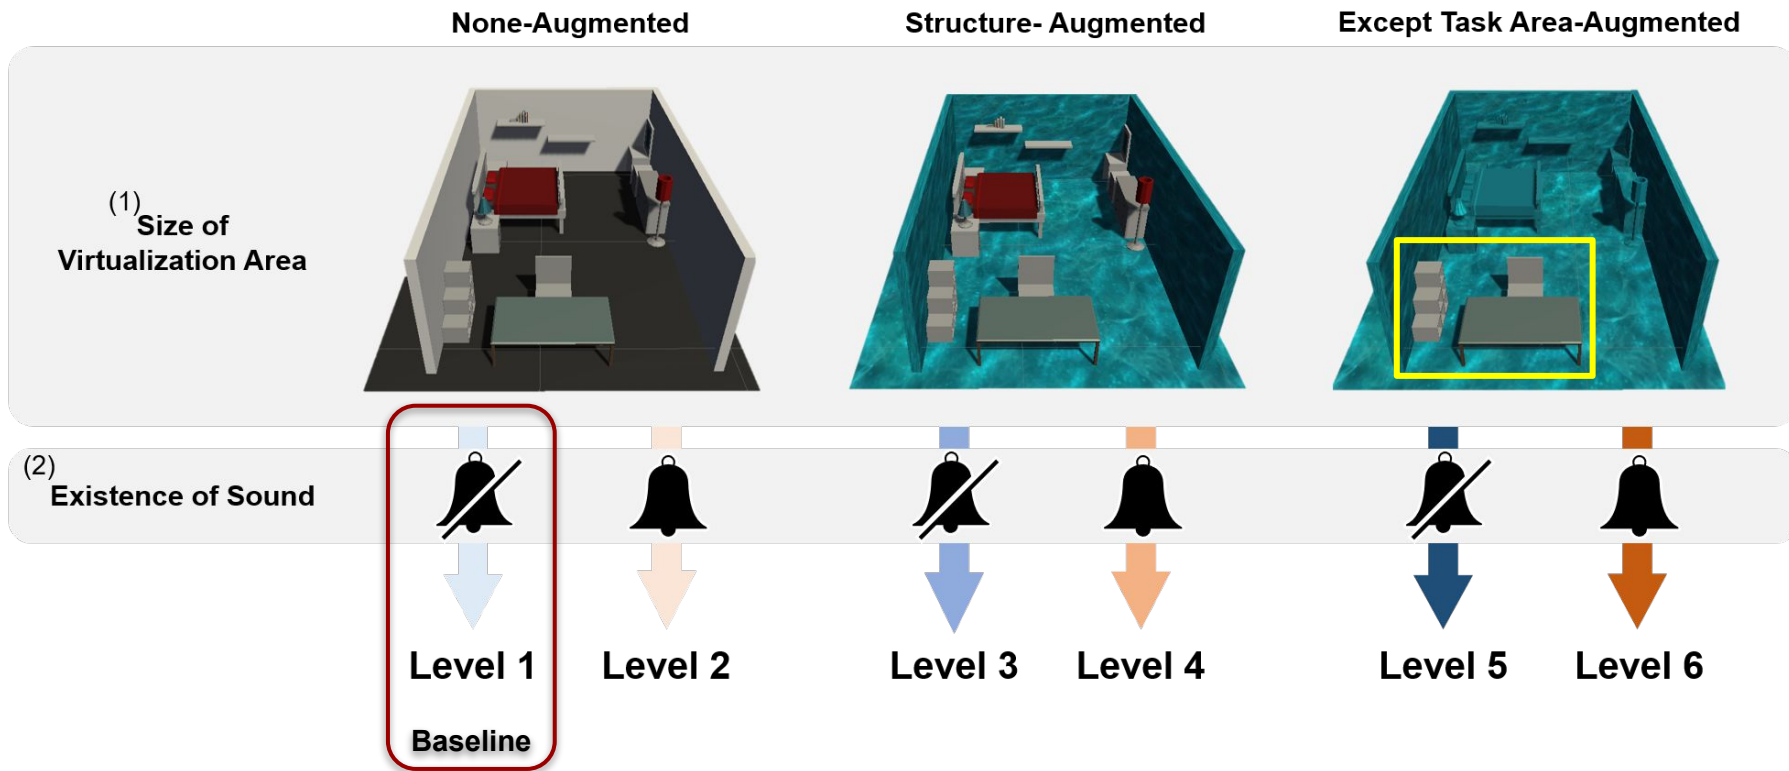 None-Augmented
Structure- Augmented
Except Task Area-Augmented
(1)
Size of
Virtualization Area
(2)
Existence of Sound
Level 1
Level 2
Level 3
Level 4
Level 5
Level 6
Baseline